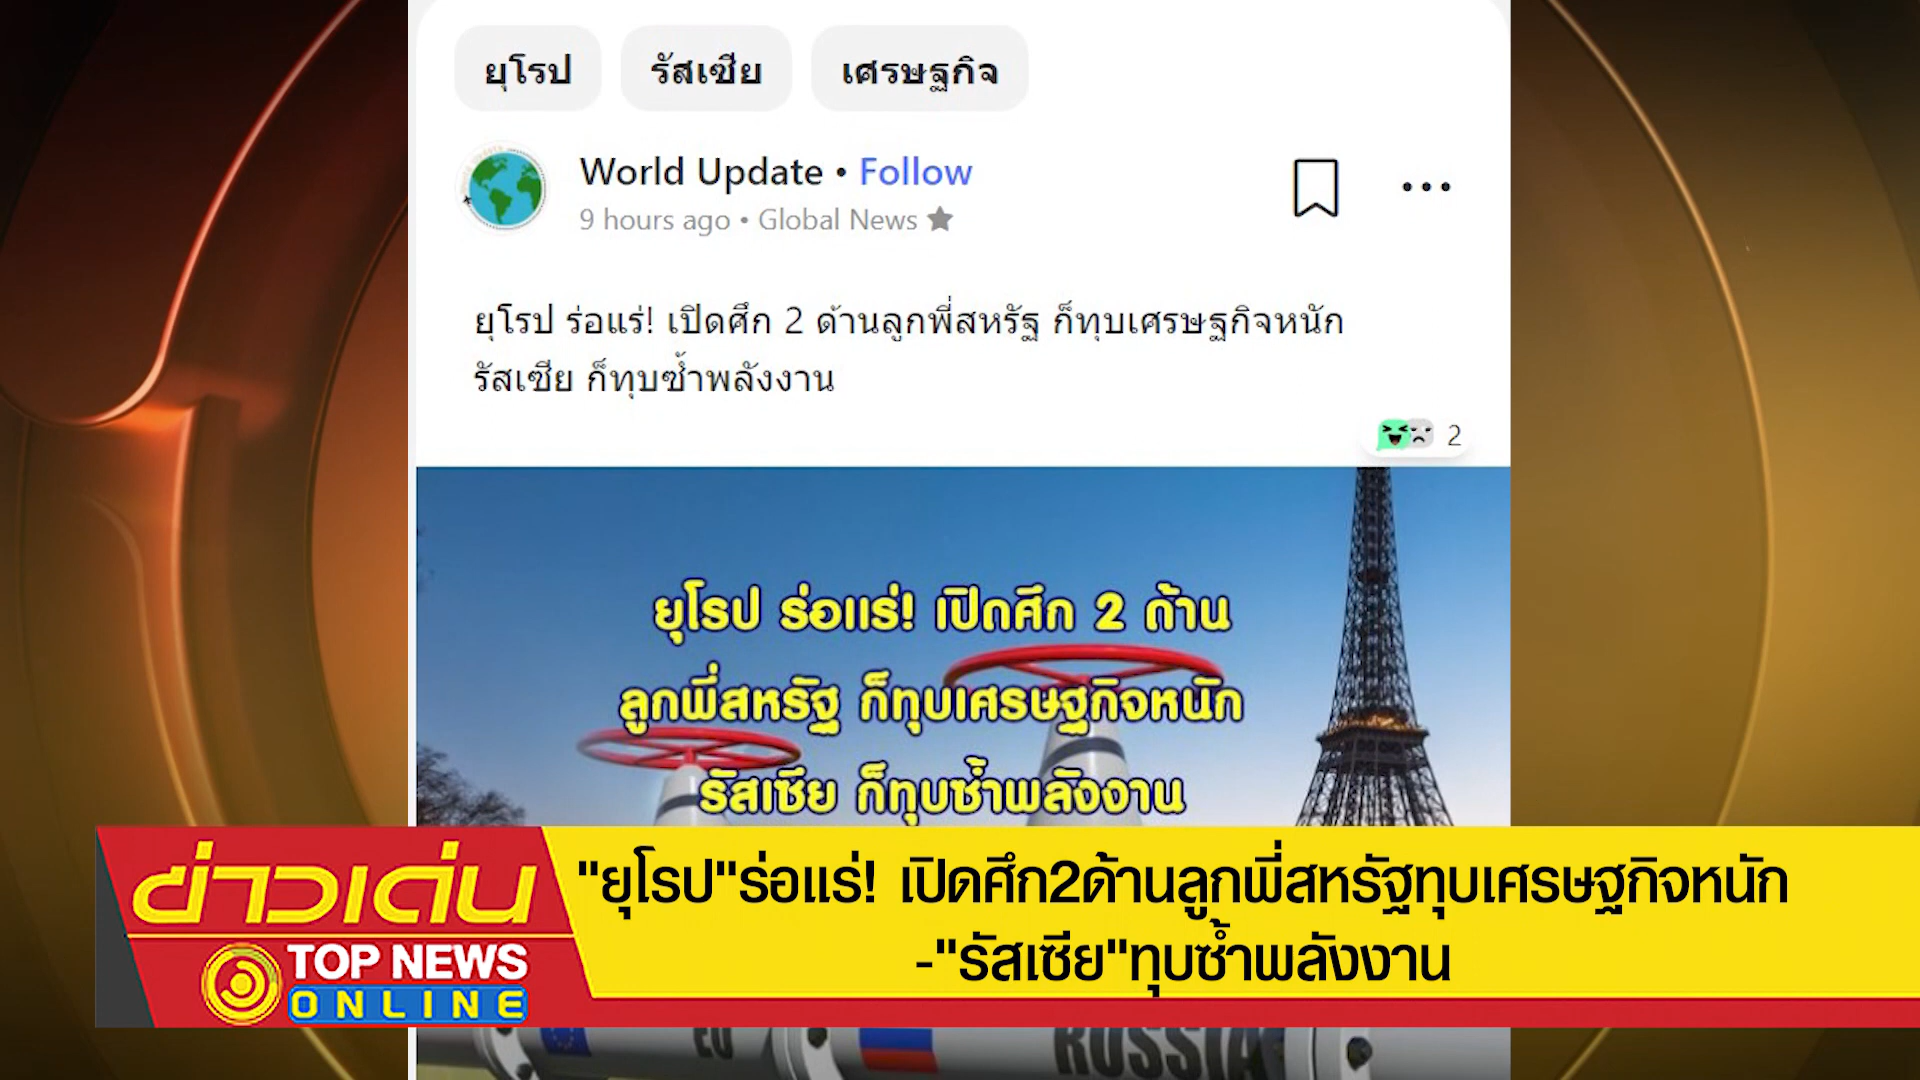 ยุโรป
รัสเซีย
เศรษฐกิจ
World Update • Follow
9 hours ago • Global News
ยุโรป ร่อแร่! เปิดศึก 2 ด้านลูกพี่สหรัฐ ก็ทุบเศรษฐกิจหนัก
รัสเซีย ก็ทุบซ้ำพลังงาน
2
ยุโรป ร่อแร่! เปิดศึก 2 ด้าน
ลูกพี่สหรัฐ ก็ทุบเศรษฐกิจหนัก
รัสเซีย ก็ทุบซ้ำพลังงาน
ข่าวเด่น
TOP NEWS
ONLINE
"ยุโรป"ร่อแร่! เปิดศึก2ด้านลูกพี่สหรัฐทุบเศรษฐกิจหนัก
-"รัสเซีย"ทุบซ้ำพลังงาน
EU
RUSSIA